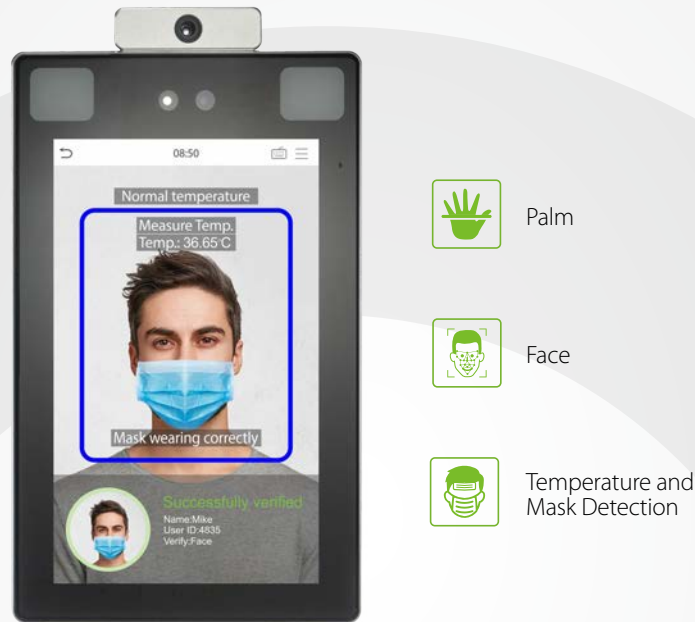 08:50
Normal temperature
Measure Temp.
Temp.: 36.65°C
Mask wearing correctly
Successfully verified
Name:Mike
User ID:4835
Verify:Face
Palm
Face
Temperature and
Mask Detection